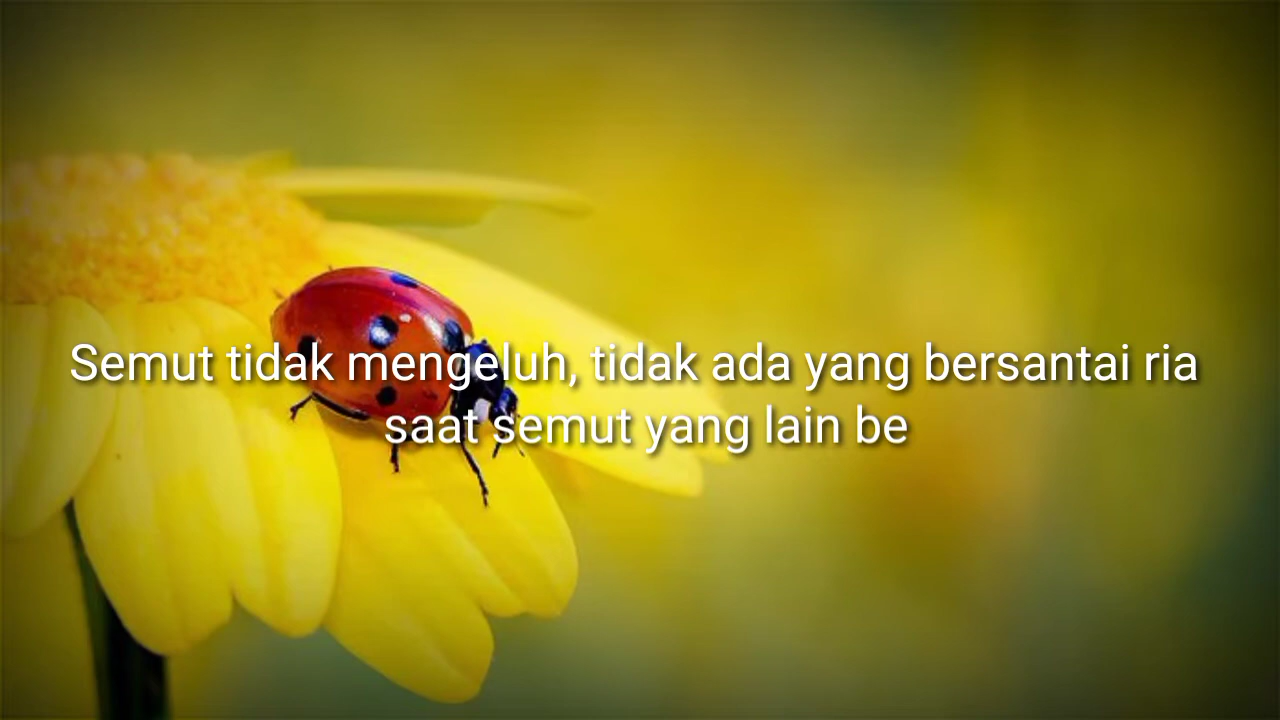 Semut tidak mengeluh, tidak ada yang bersantai ria
saat semut yang lain be